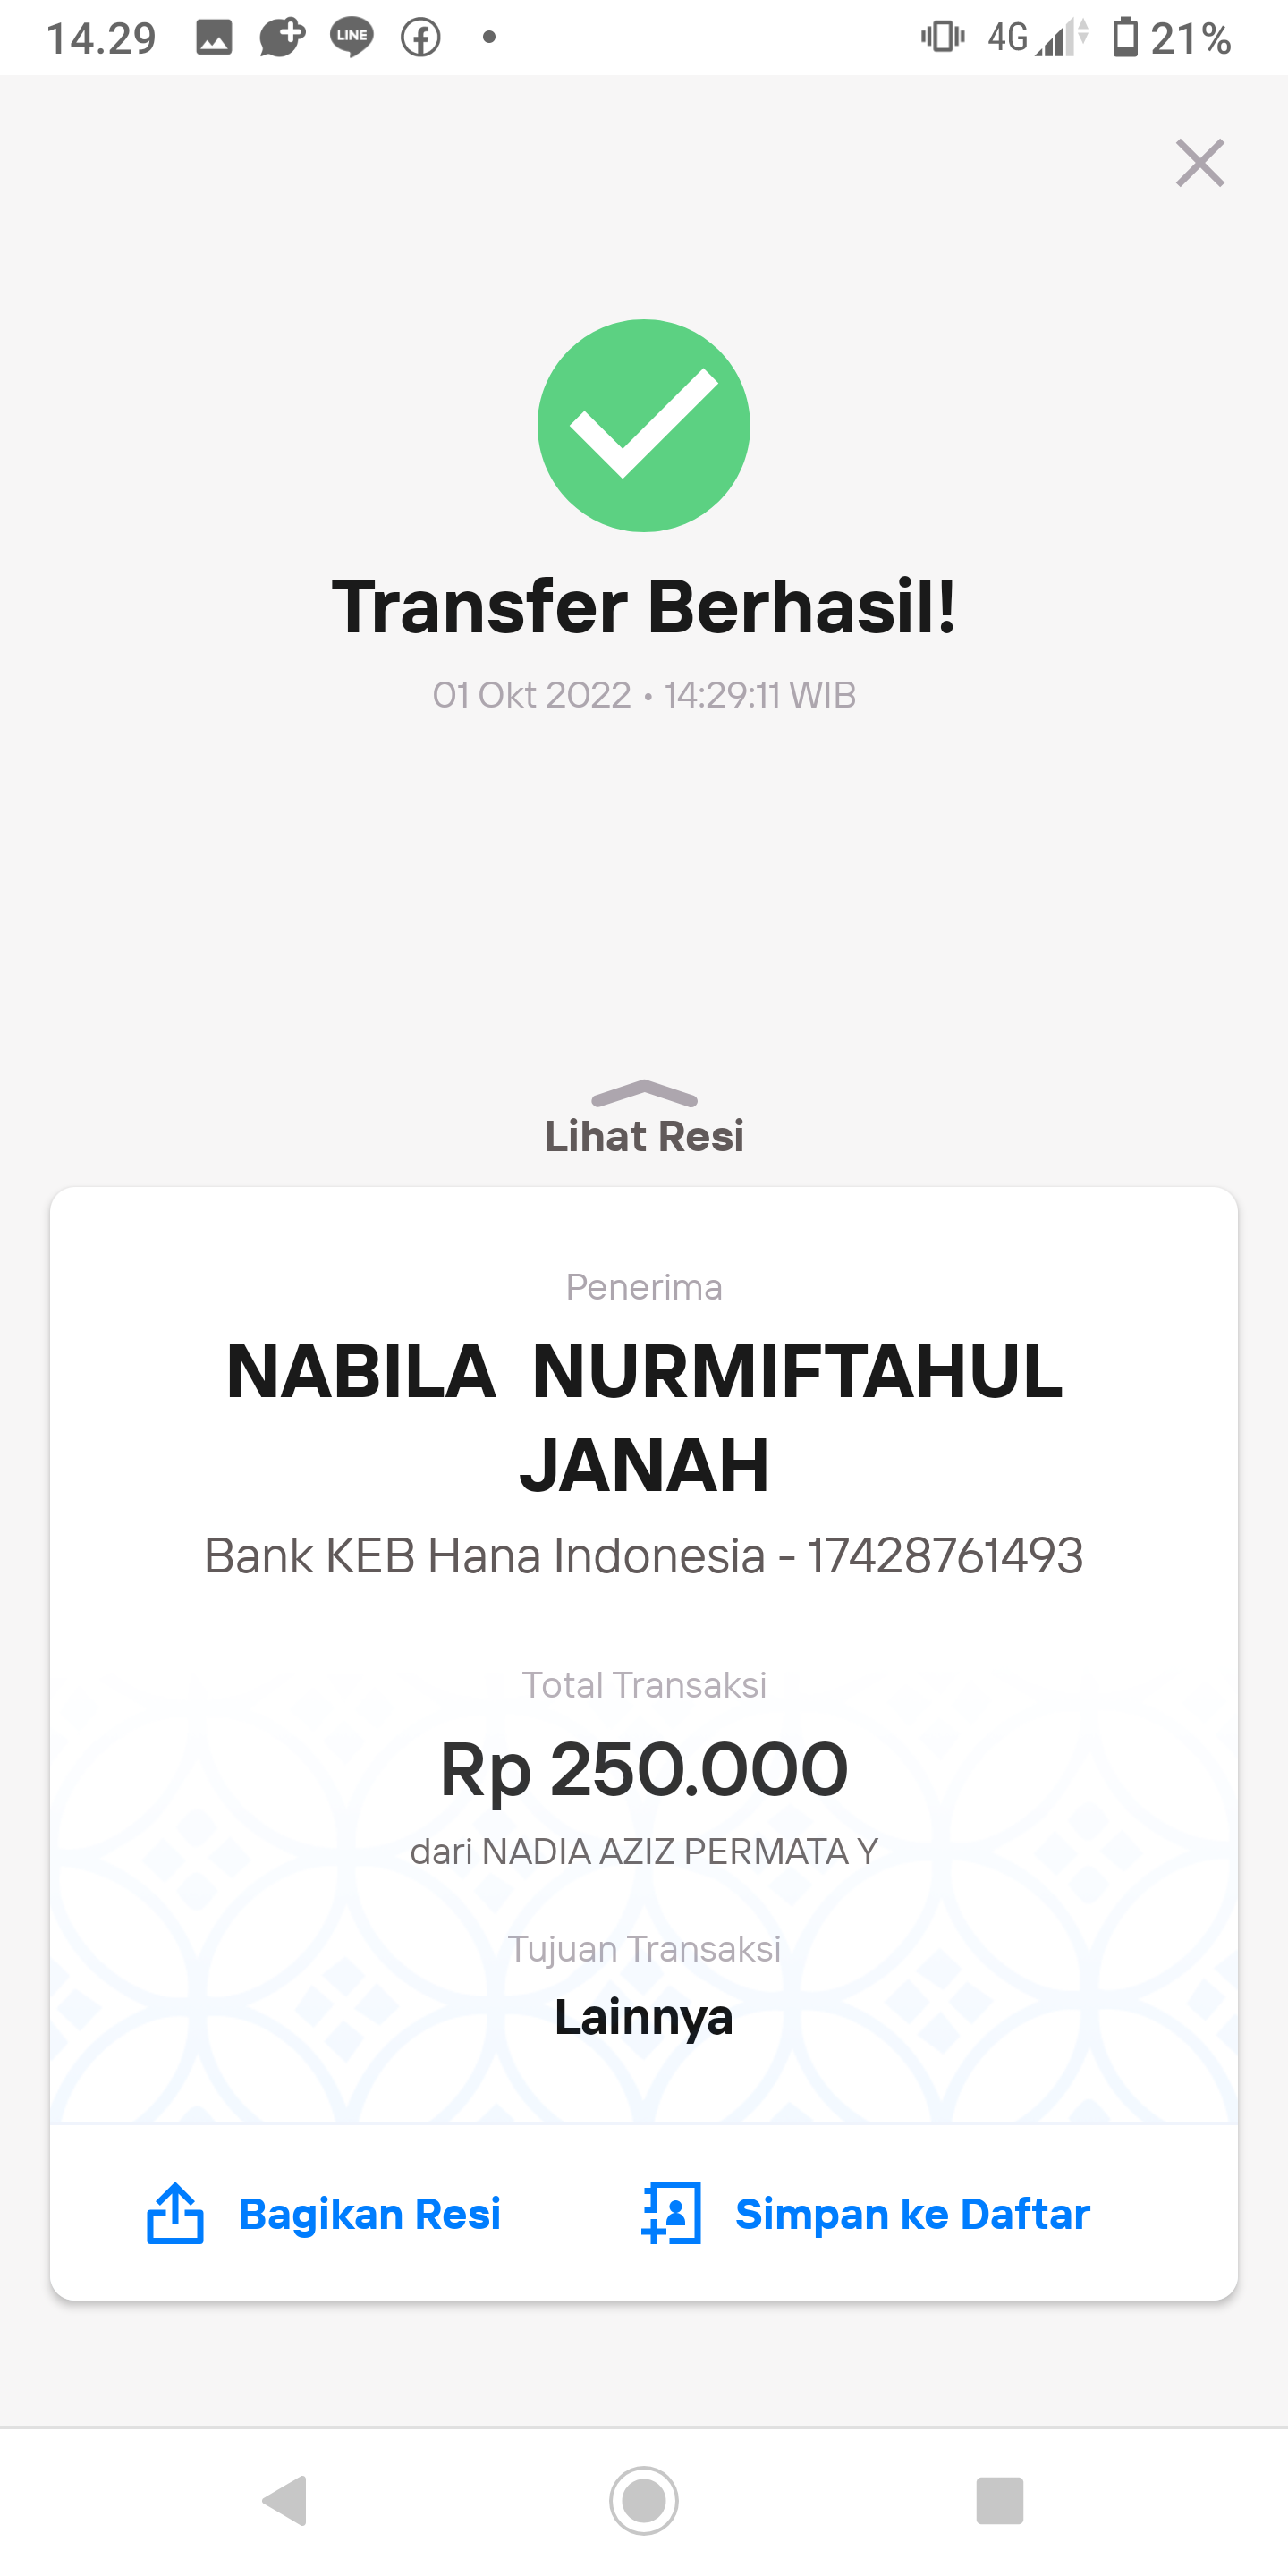 14.29
LINE
4G
21%
Transfer Berhasil!
01 Okt 2022 • 14:29:11 WIB
Lihat Resi
Penerima
NABILA  NURMIFTAHUL
JANAH
Bank KEB Hana Indonesia - 17428761493
Total Transaksi
Rp 250.000
dari NADIA AZIZ PERMATA Y
Tujuan Transaksi
Lainnya
Bagikan Resi
Simpan ke Daftar